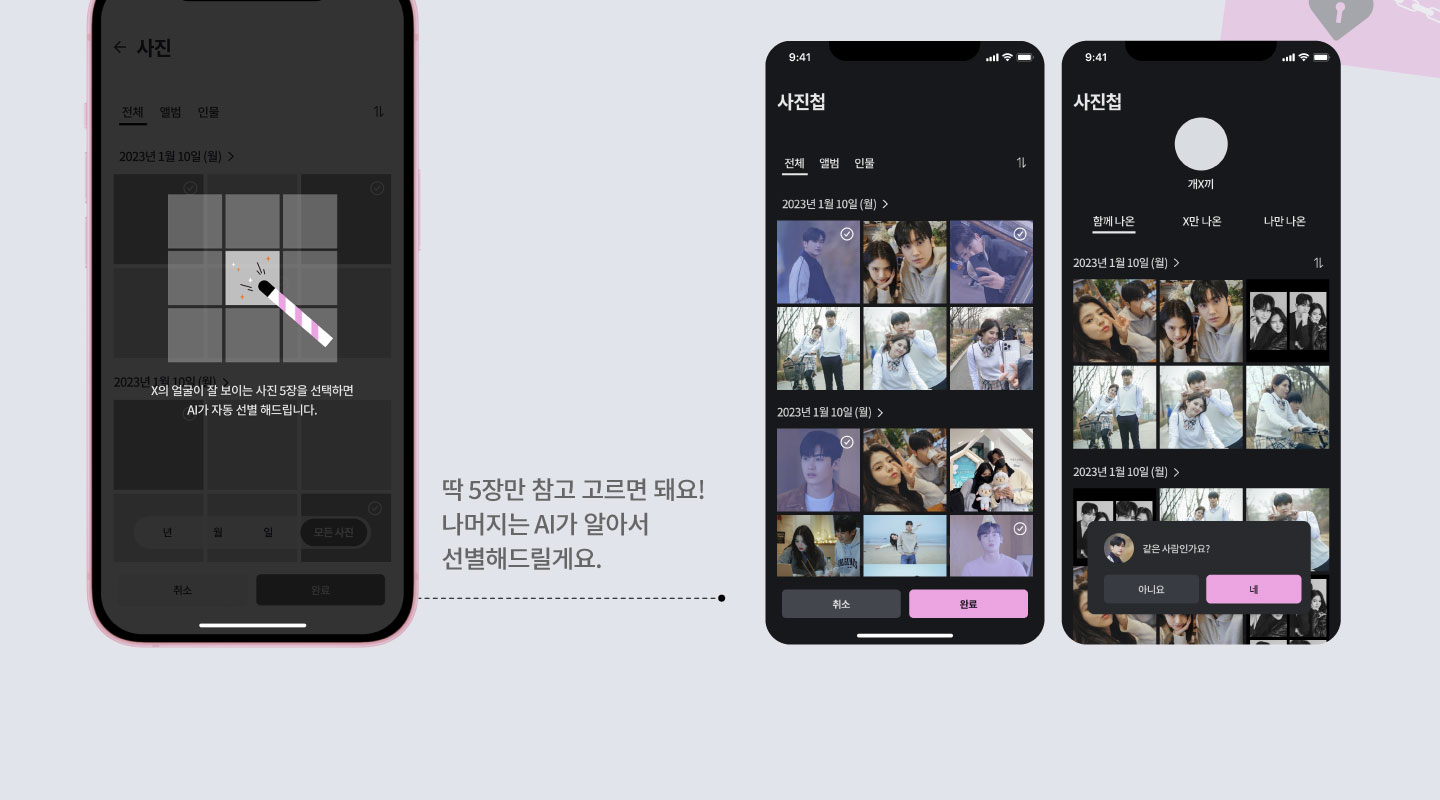 사진
전체 앨범 인물
2023년 1월 10일 (월)
2023년 1월 10일 (월)
X의 얼굴이 잘 보이는 사진 5장을 선택하면
AI가 자동 선별 해드립니다.
년 월 일 모든 사진
취소 완료
딱 5장만 참고 고르면 돼요!
나머지는 AI가 알아서
선별해드릴게요.
9:41
사진첩
전체 앨범 인물
2023년 1월 10일 (월)
2023년 1월 10일 (월)
취소 완료
9:41
사진첩
개X끼
함께 나온 X만 나온 나만 나온
2023년 1월 10일 (월)
2023년 1월 10일 (월)
같은 사람인가요?
아니요 네